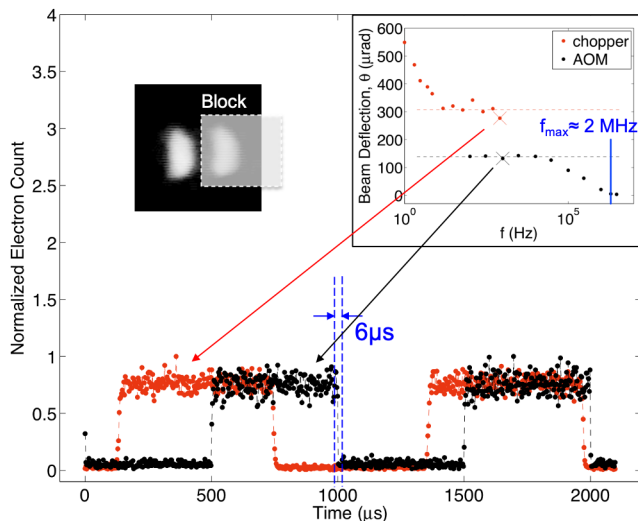 4
3.5
3
2.5
2
1.5
1
0.5
0
Normalized Electron Count
0
500
1000
1500
2000
Time (μs)
Block
6μs
600
500
400
300
200
100
0
Beam Deflection, θ (μrad)
chopper
AOM
f_max≈ 2 MHz
10^0
10^5
f (Hz)